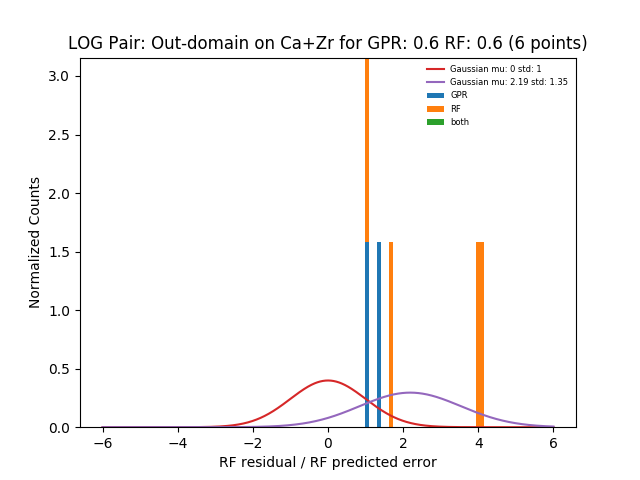 LOG Pair: Out-domain on Ca+Zr for GPR: 0.6 RF: 0.6 (6 points)
Gaussian mu: 0 std: 1
Gaussian mu: 2.19 std: 1.35
GPR
RF
both
3.0
2.5
2.0
1.5
1.0
0.5
0.0
Normalized Counts
−6 −4 −2 0 2 4 6
RF residual / RF predicted error